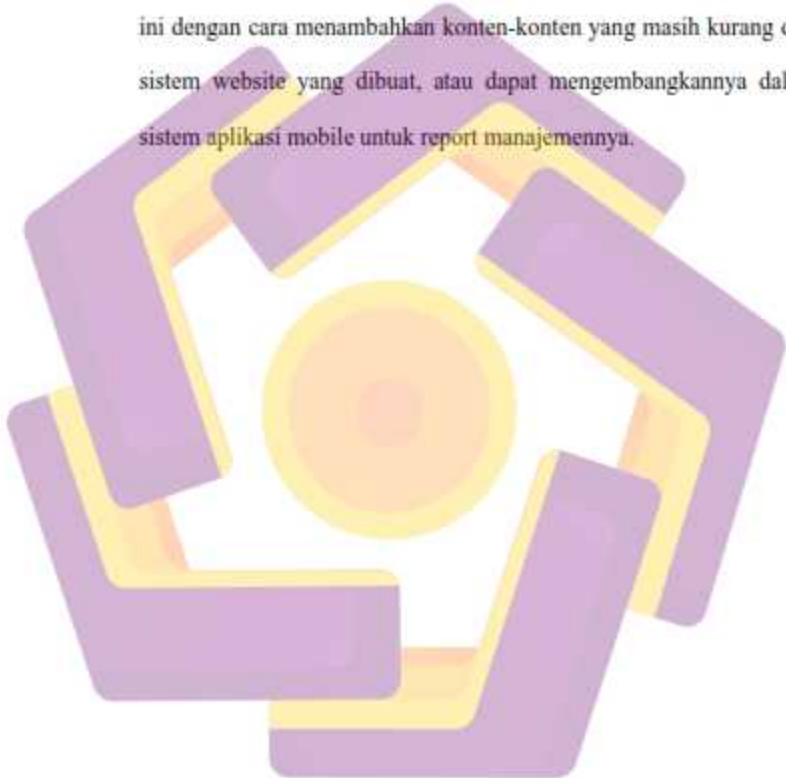 ini dengan cara menambahkan konten-konten yang masih kurang
sistem website yang dibuat, atau dapat mengembangkannya
sistem aplikasi mobile untuk report manajemennya.